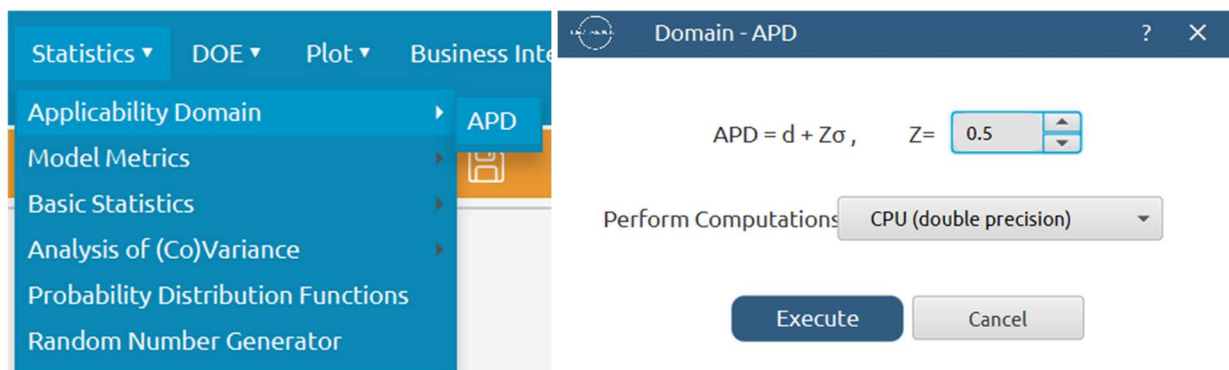 Statistics ▾ DOE ▾ Plot ▾ Business Inte
Applicability Domain
APD
Model Metrics
Basic Statistics
Analysis of (Co)Variance
Probability Distribution Functions
Random Number Generator
Domain - APD ? ×
APD = d + Zσ , Z= 0.5
Perform Computations CPU (double precision)
Execute Cancel